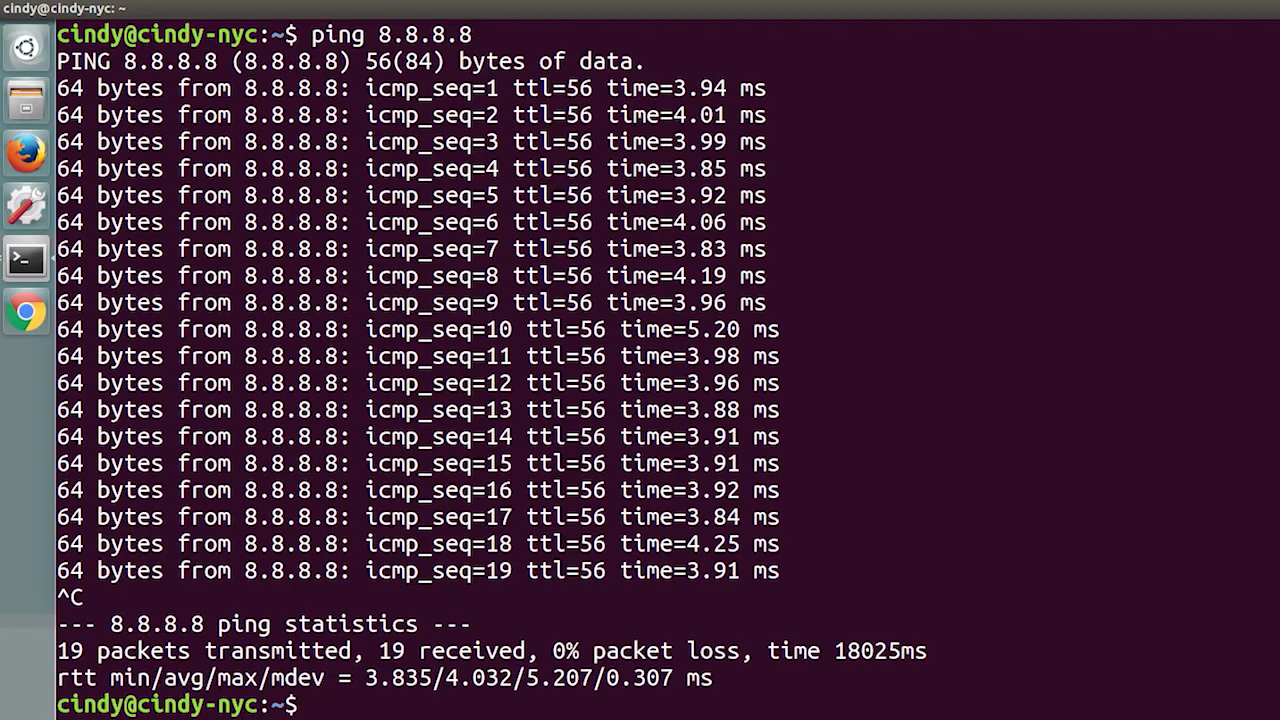 cindy@cindy-nyc: ~
cindy@cindy-nyc:~$ ping 8.8.8.8
PING 8.8.8.8 (8.8.8.8) 56(84) bytes of data.
64 bytes from 8.8.8.8: icmp_seq=1 ttl=56 time=3.94 ms
64 bytes from 8.8.8.8: icmp_seq=2 ttl=56 time=4.01 ms
64 bytes from 8.8.8.8: icmp_seq=3 ttl=56 time=3.99 ms
64 bytes from 8.8.8.8: icmp_seq=4 ttl=56 time=3.85 ms
64 bytes from 8.8.8.8: icmp_seq=5 ttl=56 time=3.92 ms
64 bytes from 8.8.8.8: icmp_seq=6 ttl=56 time=4.06 ms
64 bytes from 8.8.8.8: icmp_seq=7 ttl=56 time=3.83 ms
64 bytes from 8.8.8.8: icmp_seq=8 ttl=56 time=4.19 ms
64 bytes from 8.8.8.8: icmp_seq=9 ttl=56 time=3.96 ms
64 bytes from 8.8.8.8: icmp_seq=10 ttl=56 time=5.20 ms
64 bytes from 8.8.8.8: icmp_seq=11 ttl=56 time=3.98 ms
64 bytes from 8.8.8.8: icmp_seq=12 ttl=56 time=3.96 ms
64 bytes from 8.8.8.8: icmp_seq=13 ttl=56 time=3.88 ms
64 bytes from 8.8.8.8: icmp_seq=14 ttl=56 time=3.91 ms
64 bytes from 8.8.8.8: icmp_seq=15 ttl=56 time=3.91 ms
64 bytes from 8.8.8.8: icmp_seq=16 ttl=56 time=3.92 ms
64 bytes from 8.8.8.8: icmp_seq=17 ttl=56 time=3.84 ms
64 bytes from 8.8.8.8: icmp_seq=18 ttl=56 time=4.25 ms
64 bytes from 8.8.8.8: icmp_seq=19 ttl=56 time=3.91 ms
^C
--- 8.8.8.8 ping statistics ---
19 packets transmitted, 19 received, 0% packet loss, time 18025ms
rtt min/avg/max/mdev = 3.835/4.032/5.207/0.307 ms
cindy@cindy-nyc:~$